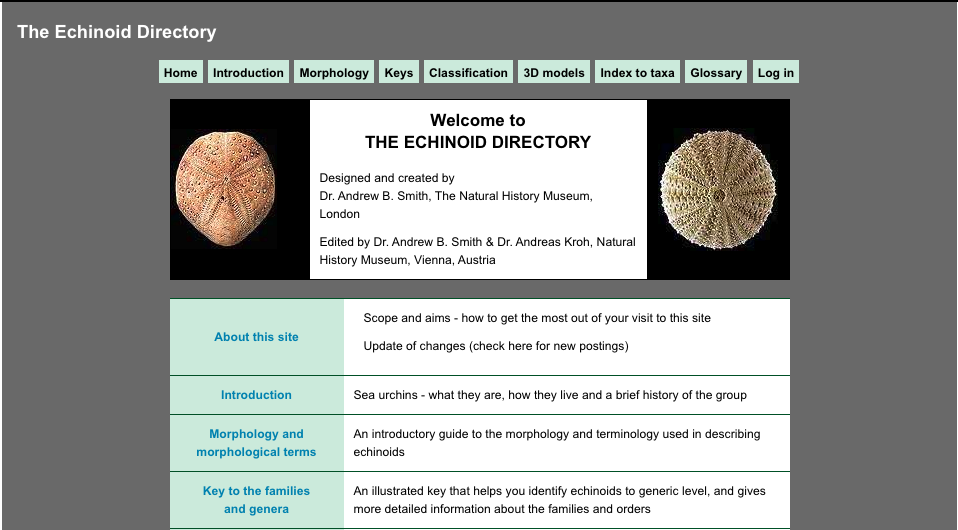 The Echinoid Directory
Home Introduction Morphology Keys Classification 3D models Index to taxa Glossary Log in
Welcome to
THE ECHINOID DIRECTORY
Designed and created by
Dr. Andrew B. Smith, The Natural History Museum,
London
Edited by Dr. Andrew B. Smith & Dr. Andreas Kroh, Natural
History Museum, Vienna, Austria
About this site
Scope and aims - how to get the most out of your visit to this site
Update of changes (check here for new postings)
Introduction
Sea urchins - what they are, how they live and a brief history of the group
Morphology and
morphological terms
An introductory guide to the morphology and terminology used in describing
echinoids
Key to the families
and genera
An illustrated key that helps you identify echinoids to generic level, and gives
more detailed information about the families and orders